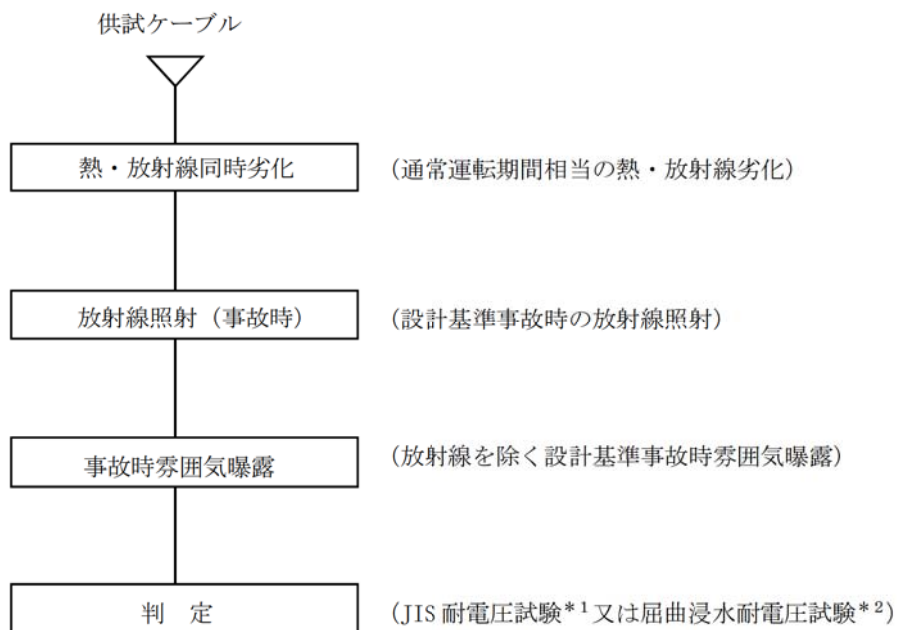 供試ケーブル
熱・放射線同時劣化 (通常運転期間相当の熱・放射線劣化)
放射線照射（事故時） (設計基準事故時の放射線照射)
事故時雰囲気曝露 (放射線を除く設計基準事故時雰囲気曝露)
判　定 (JIS 耐電圧試験*1又は屈曲浸水耐電圧試験*2)